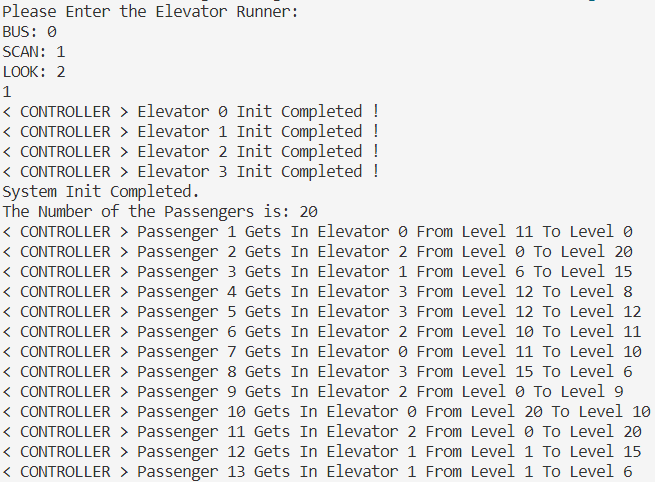 Please Enter the Elevator Runner:
BUS: 0
SCAN: 1
LOOK: 2
1
< CONTROLLER > Elevator 0 Init Completed !
< CONTROLLER > Elevator 1 Init Completed !
< CONTROLLER > Elevator 2 Init Completed !
< CONTROLLER > Elevator 3 Init Completed !
System Init Completed.
The Number of the Passengers is: 20
< CONTROLLER > Passenger 1 Gets In Elevator 0 From Level 11 To Level 0
< CONTROLLER > Passenger 2 Gets In Elevator 2 From Level 0 To Level 20
< CONTROLLER > Passenger 3 Gets In Elevator 1 From Level 6 To Level 15
< CONTROLLER > Passenger 4 Gets In Elevator 3 From Level 12 To Level 8
< CONTROLLER > Passenger 5 Gets In Elevator 3 From Level 12 To Level 12
< CONTROLLER > Passenger 6 Gets In Elevator 2 From Level 10 To Level 11
< CONTROLLER > Passenger 7 Gets In Elevator 0 From Level 11 To Level 10
< CONTROLLER > Passenger 8 Gets In Elevator 3 From Level 15 To Level 6
< CONTROLLER > Passenger 9 Gets In Elevator 2 From Level 0 To Level 9
< CONTROLLER > Passenger 10 Gets In Elevator 0 From Level 20 To Level 10
< CONTROLLER > Passenger 11 Gets In Elevator 2 From Level 0 To Level 20
< CONTROLLER > Passenger 12 Gets In Elevator 1 From Level 1 To Level 15
< CONTROLLER > Passenger 13 Gets In Elevator 1 From Level 1 To Level 6